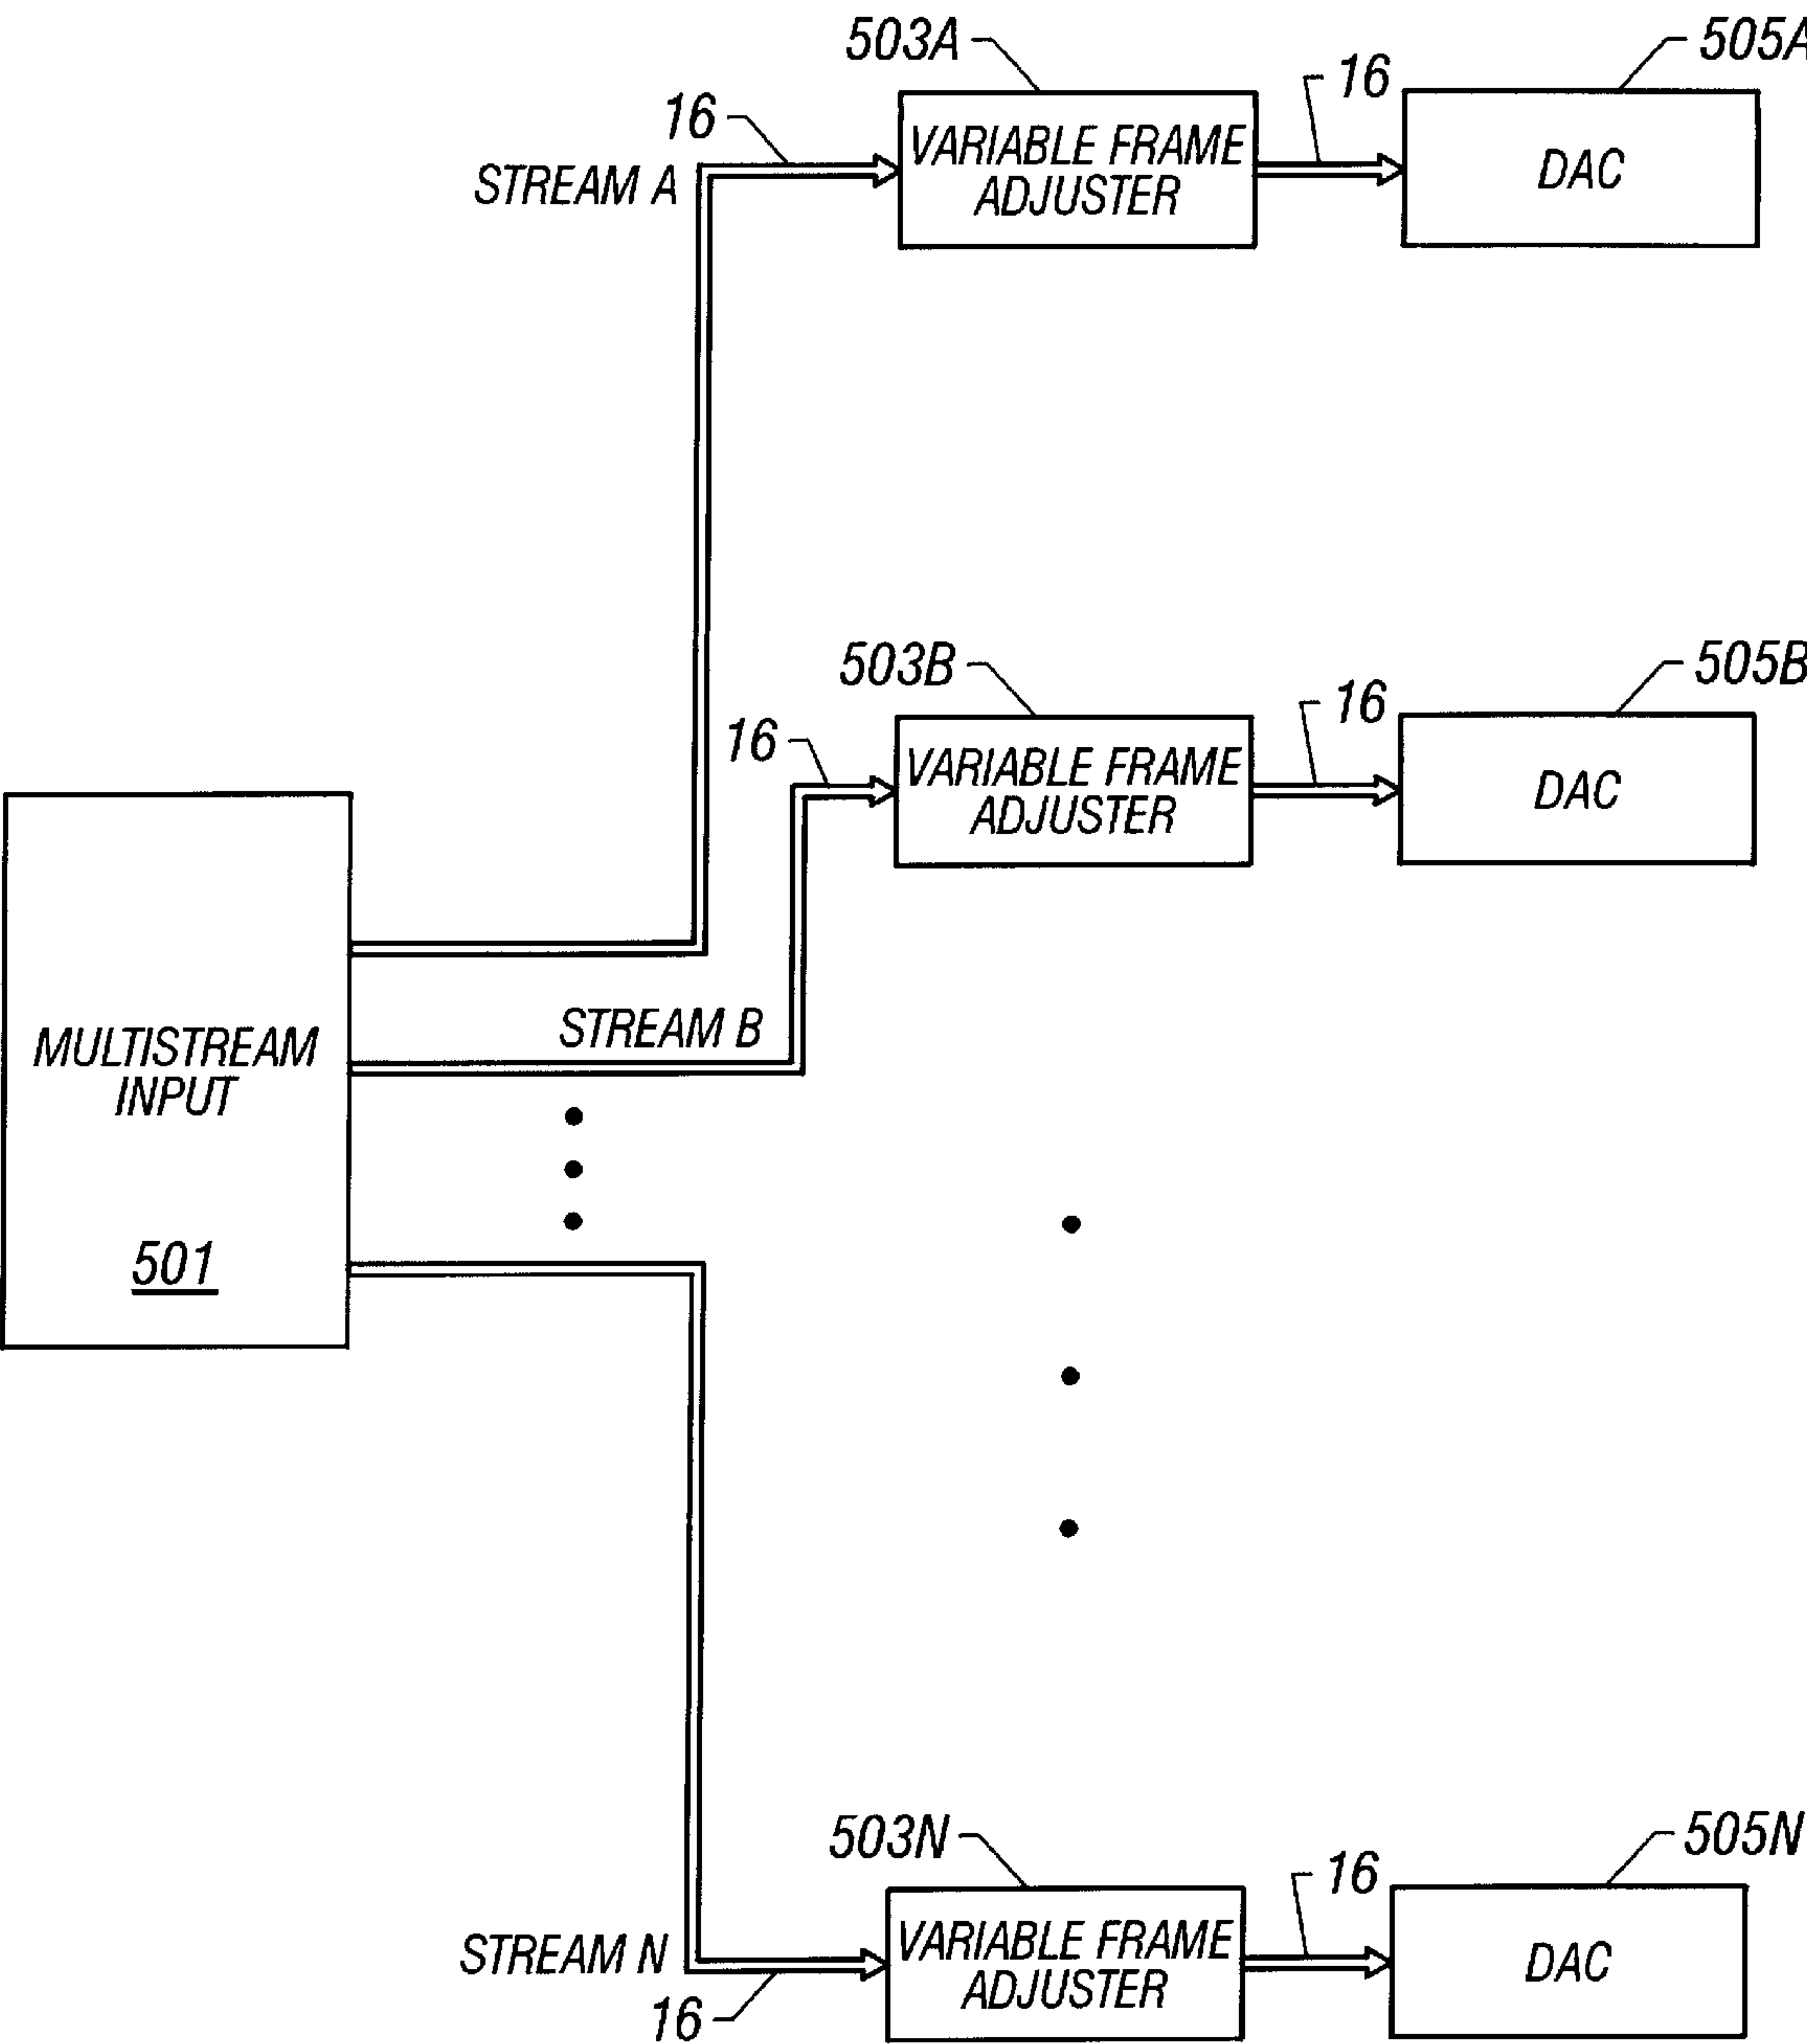 503A
505A
16
16
VARIABLE FRAME
ADJUSTER
DAC
STREAM A
503B
505B
16
16
VARIABLE FRAME
ADJUSTER
DAC
STREAM B
MULTISTREAM
INPUT
501
503N
505N
16
VARIABLE FRAME
ADJUSTER
DAC
STREAM N
16